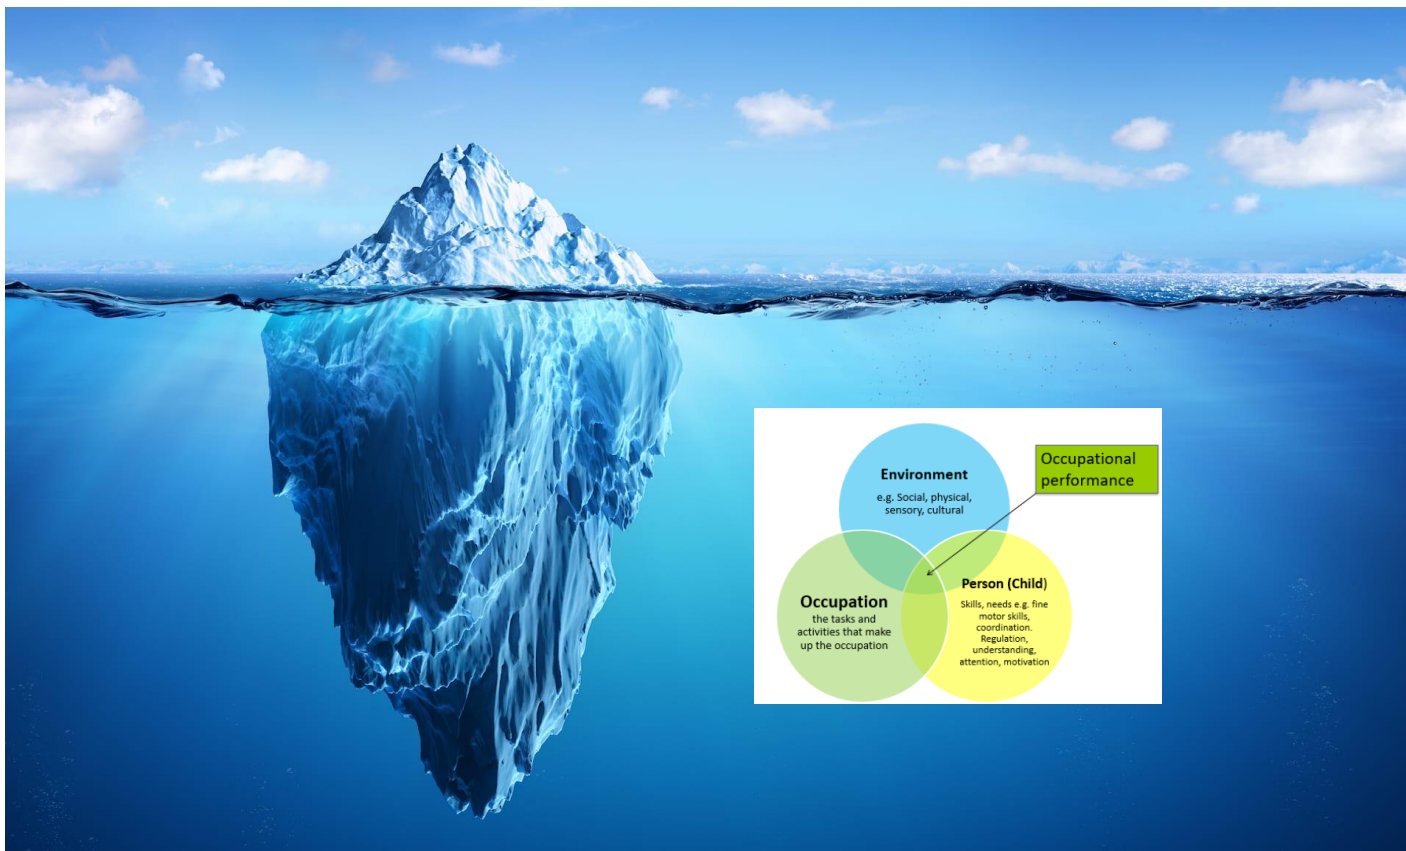 Environment
e.g. Social, physical,
sensory, cultural
Occupational
performance
Occupation
the tasks and
activities that make
up the occupation
Person (Child)
Skills, needs e.g. fine
motor skills,
coordination.
Regulation,
understanding,
attention, motivation